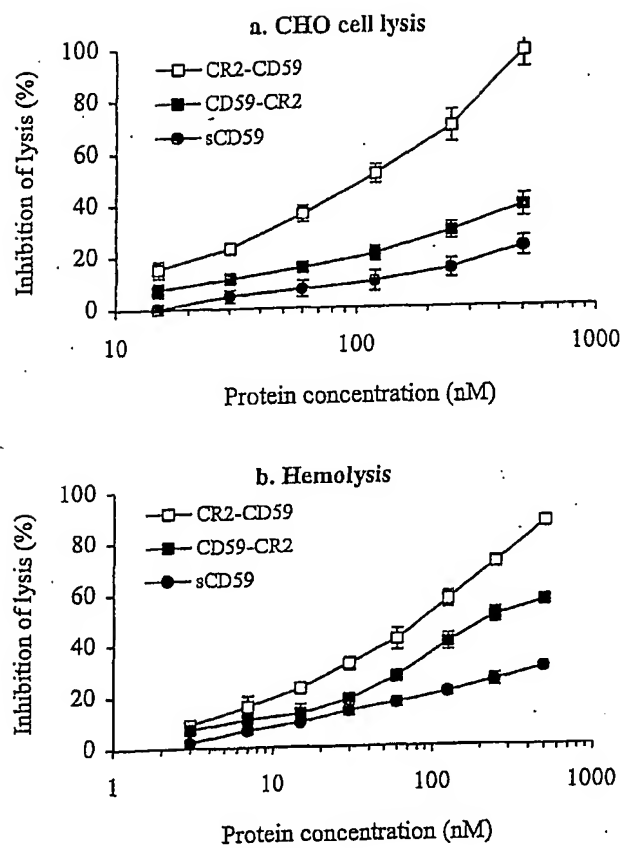 a. CHO cell lysis
100
80
60
40
20
0
Inhibition of lysis (%)
CR2-CD59
CD59-CR2
sCD59
10
100
1000
Protein concentration (nM)
b. Hemolysis
100
80
60
40
20
0
Inhibition of lysis (%)
CR2-CD59
CD59-CR2
sCD59
1
10
100
1000
Protein concentration (nM)